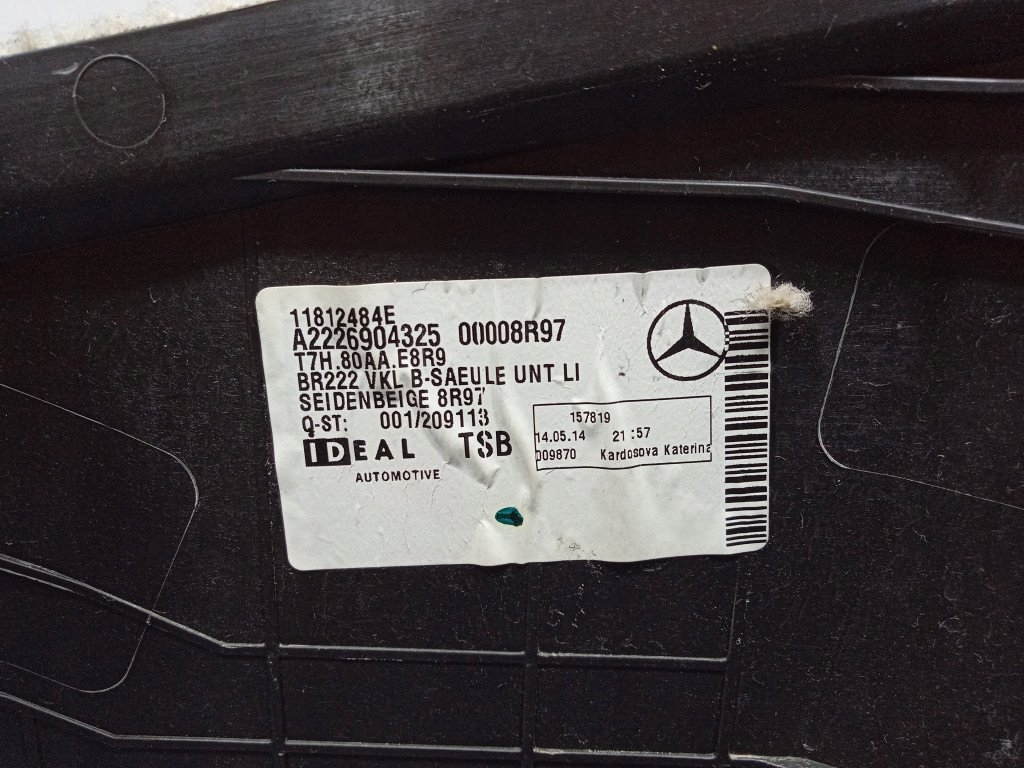 11812484E
A2226904325 00008R97
T7H.80AA.E8R9
BR222 VKL B-SAEULE UNT LI
SEIDENBEIGE 8R97
Q-ST: 001/209113
IDEAL TSB
AUTOMOTIVE
157819
14.05.14 21:57
009870 Kardosova Katerina